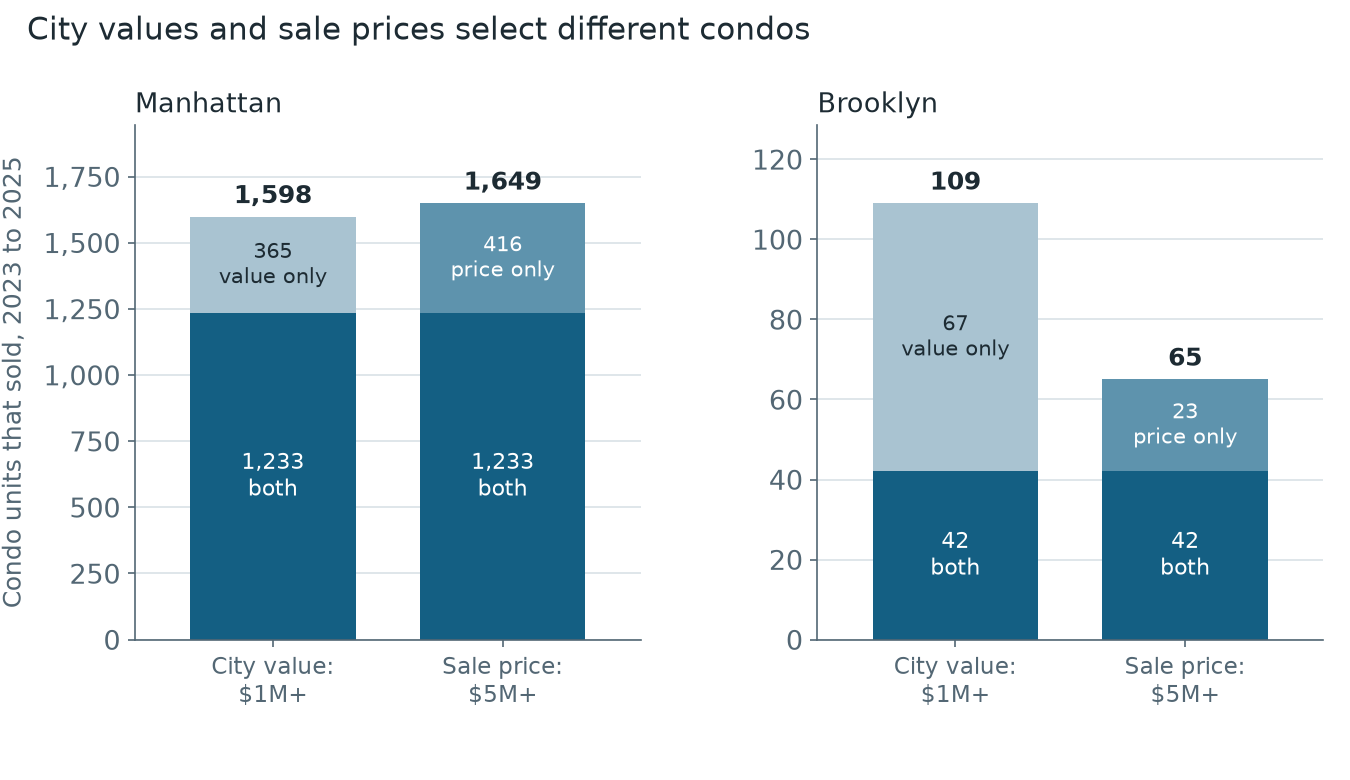 City values and sale prices select different condos
Manhattan
Condo units that sold, 2023 to 2025
1,750
1,500
1,250
1,000
750
500
250
0
1,598
365
value only
1,233
both
1,649
416
price only
1,233
both
City value:
$1M+
Sale price:
$5M+
Brooklyn
120
100
80
60
40
20
0
109
67
value only
42
both
65
23
price only
42
both
City value:
$1M+
Sale price:
$5M+